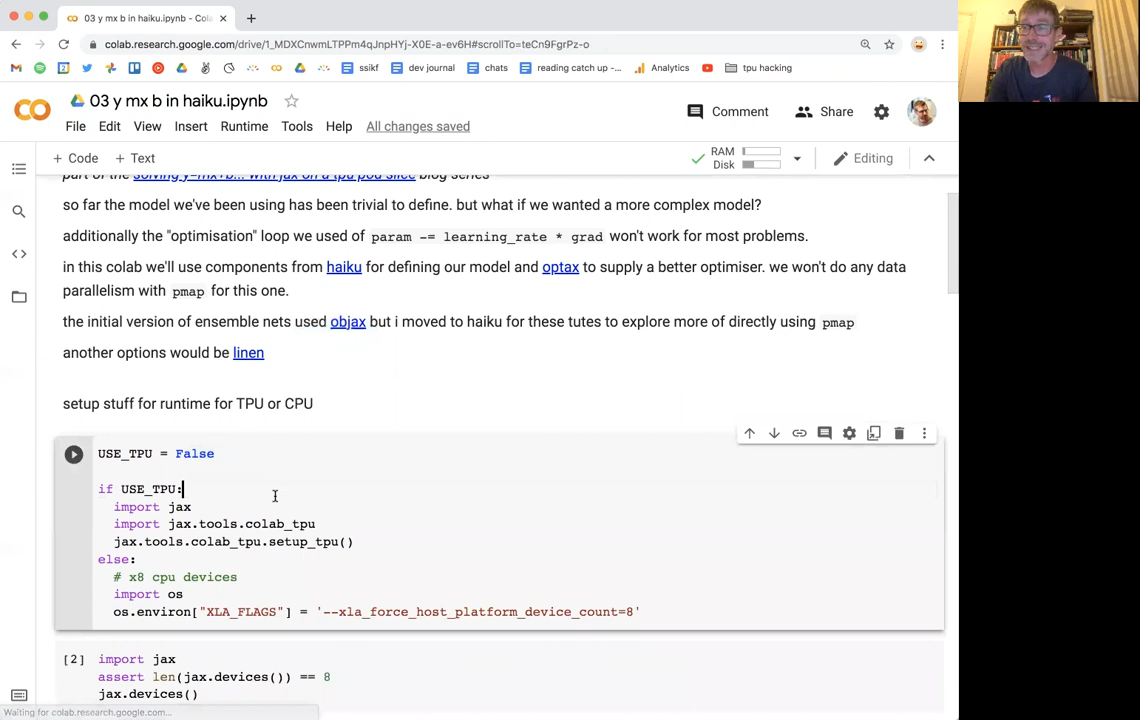 03 y mx b in haiku.ipynb - Cola
colab.research.google.com/drive/1_MDXCnwmLTPPm4qJnpHYj-X0E-a-ev6H#scrollTo=teCn9FgrPz-o
ssikf
dev journal
chats
reading catch up -...
Analytics
tpu hacking
03 y mx b in haiku.ipynb
Comment
Share
File Edit View Insert Runtime Tools Help All changes saved
+ Code + Text
RAM
Disk
Editing
part of the solving y=mx+b... with jax on a tpu pod slice blog series
so far the model we've been using has been trivial to define. but what if we wanted a more complex model?
additionally the "optimisation" loop we used of param -= learning_rate * grad won't work for most problems.
in this colab we'll use components from haiku for defining our model and optax to supply a better optimiser. we won't do any data
parallelism with pmap for this one.
the initial version of ensemble nets used objax but i moved to haiku for these tutes to explore more of directly using pmap
another options would be linen
setup stuff for runtime for TPU or CPU
USE_TPU = False
if USE_TPU:
import jax
import jax.tools.colab_tpu
jax.tools.colab_tpu.setup_tpu()
else:
# x8 cpu devices
import os
os.environ["XLA_FLAGS"] = '--xla_force_host_platform_device_count=8'
[2] import jax
assert len(jax.devices()) == 8
jax.devices()
Waiting for colab.research.google.com...